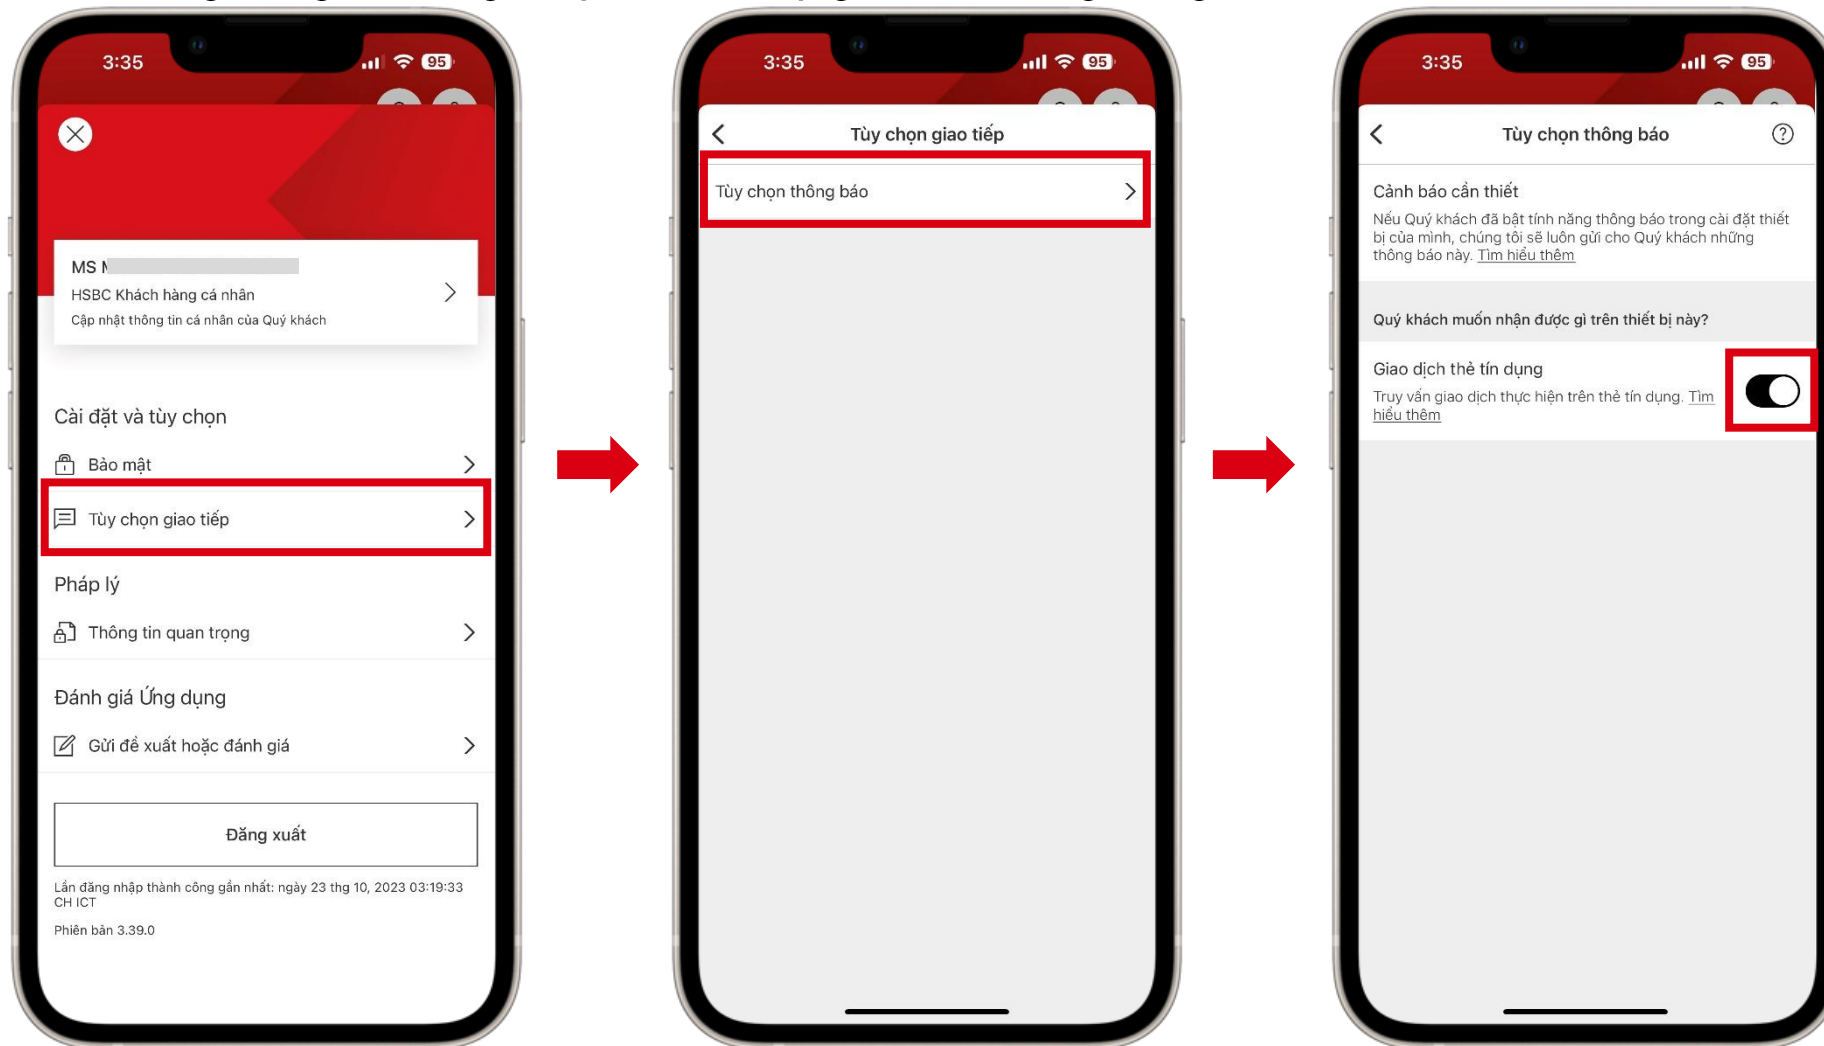 3:35
95
MS
HSBC Khách hàng cá nhân
Cập nhật thông tin cá nhân của Quý khách
Cài đặt và tùy chọn
Bảo mật
Tùy chọn giao tiếp
Pháp lý
Thông tin quan trọng
Đánh giá Ứng dụng
Gửi đề xuất hoặc đánh giá
Đăng xuất
Lần đăng nhập thành công gần nhất: ngày 23 thg 10, 2023 03:19:33
CH ICT
Phiên bản 3.39.0
3:35
95
Tùy chọn giao tiếp
Tùy chọn thông báo
3:35
95
Tùy chọn thông báo
Cảnh báo cần thiết
Nếu Quý khách đã bật tính năng thông báo trong cài đặt thiết
bị của mình, chúng tôi sẽ luôn gửi cho Quý khách những
thông báo này. Tìm hiểu thêm
Quý khách muốn nhận được gì trên thiết bị này?
Giao dịch thẻ tín dụng
Truy vấn giao dịch thực hiện trên thẻ tín dụng. Tìm
hiểu thêm